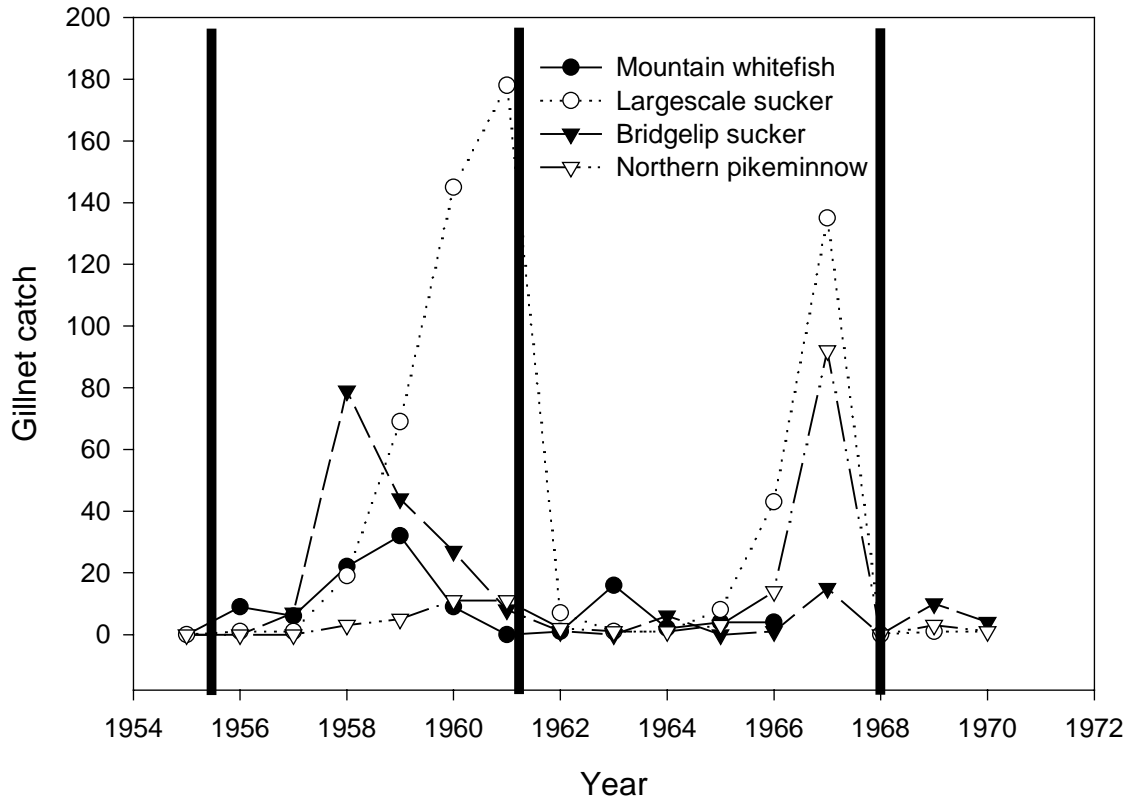 200
180
160
140
120
100
80
60
40
20
0
Gillnet catch
Mountain whitefish
Largescale sucker
Bridgelip sucker
Northern pikeminnow
1954 1956 1958 1960 1962 1964 1966 1968 1970 1972
Year